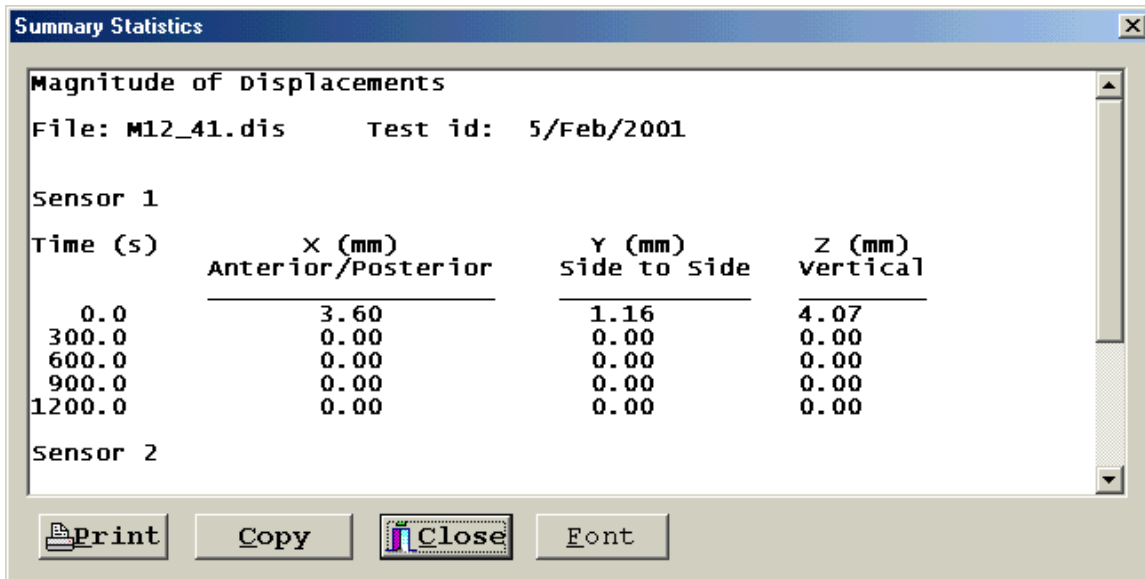 Summary Statistics
Magnitude of Displacements
File: M12_41.dis Test id: 5/Feb/2001
Sensor 1
Time (s) X (mm) Y (mm) Z (mm)
Anterior/Posterior Side to Side Vertical
0.0 3.60 1.16 4.07
300.0 0.00 0.00 0.00
600.0 0.00 0.00 0.00
900.0 0.00 0.00 0.00
1200.0 0.00 0.00 0.00
Sensor 2
Print Copy Close Font